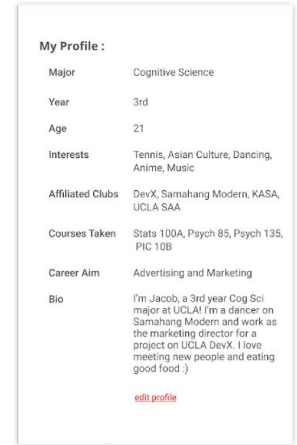 My Profile :
Major Cognitive Science
Year 3rd
Age 21
Interests Tennis, Asian Culture, Dancing,
Anime, Music
Affiliated Clubs DevX, Samahang Modern, KASA,
UCLA SAA
Courses Taken Stats 100A, Psych 85, Psych 135,
PIC 10B
Career Aim Advertising and Marketing
Bio I'm Jacob, a 3rd year Cog Sci
major at UCLA! I'm a dancer on
Samahang Modern and work as
the marketing director for a
project on UCLA DevX. I love
meeting new people and eating
good food :)
edit profile